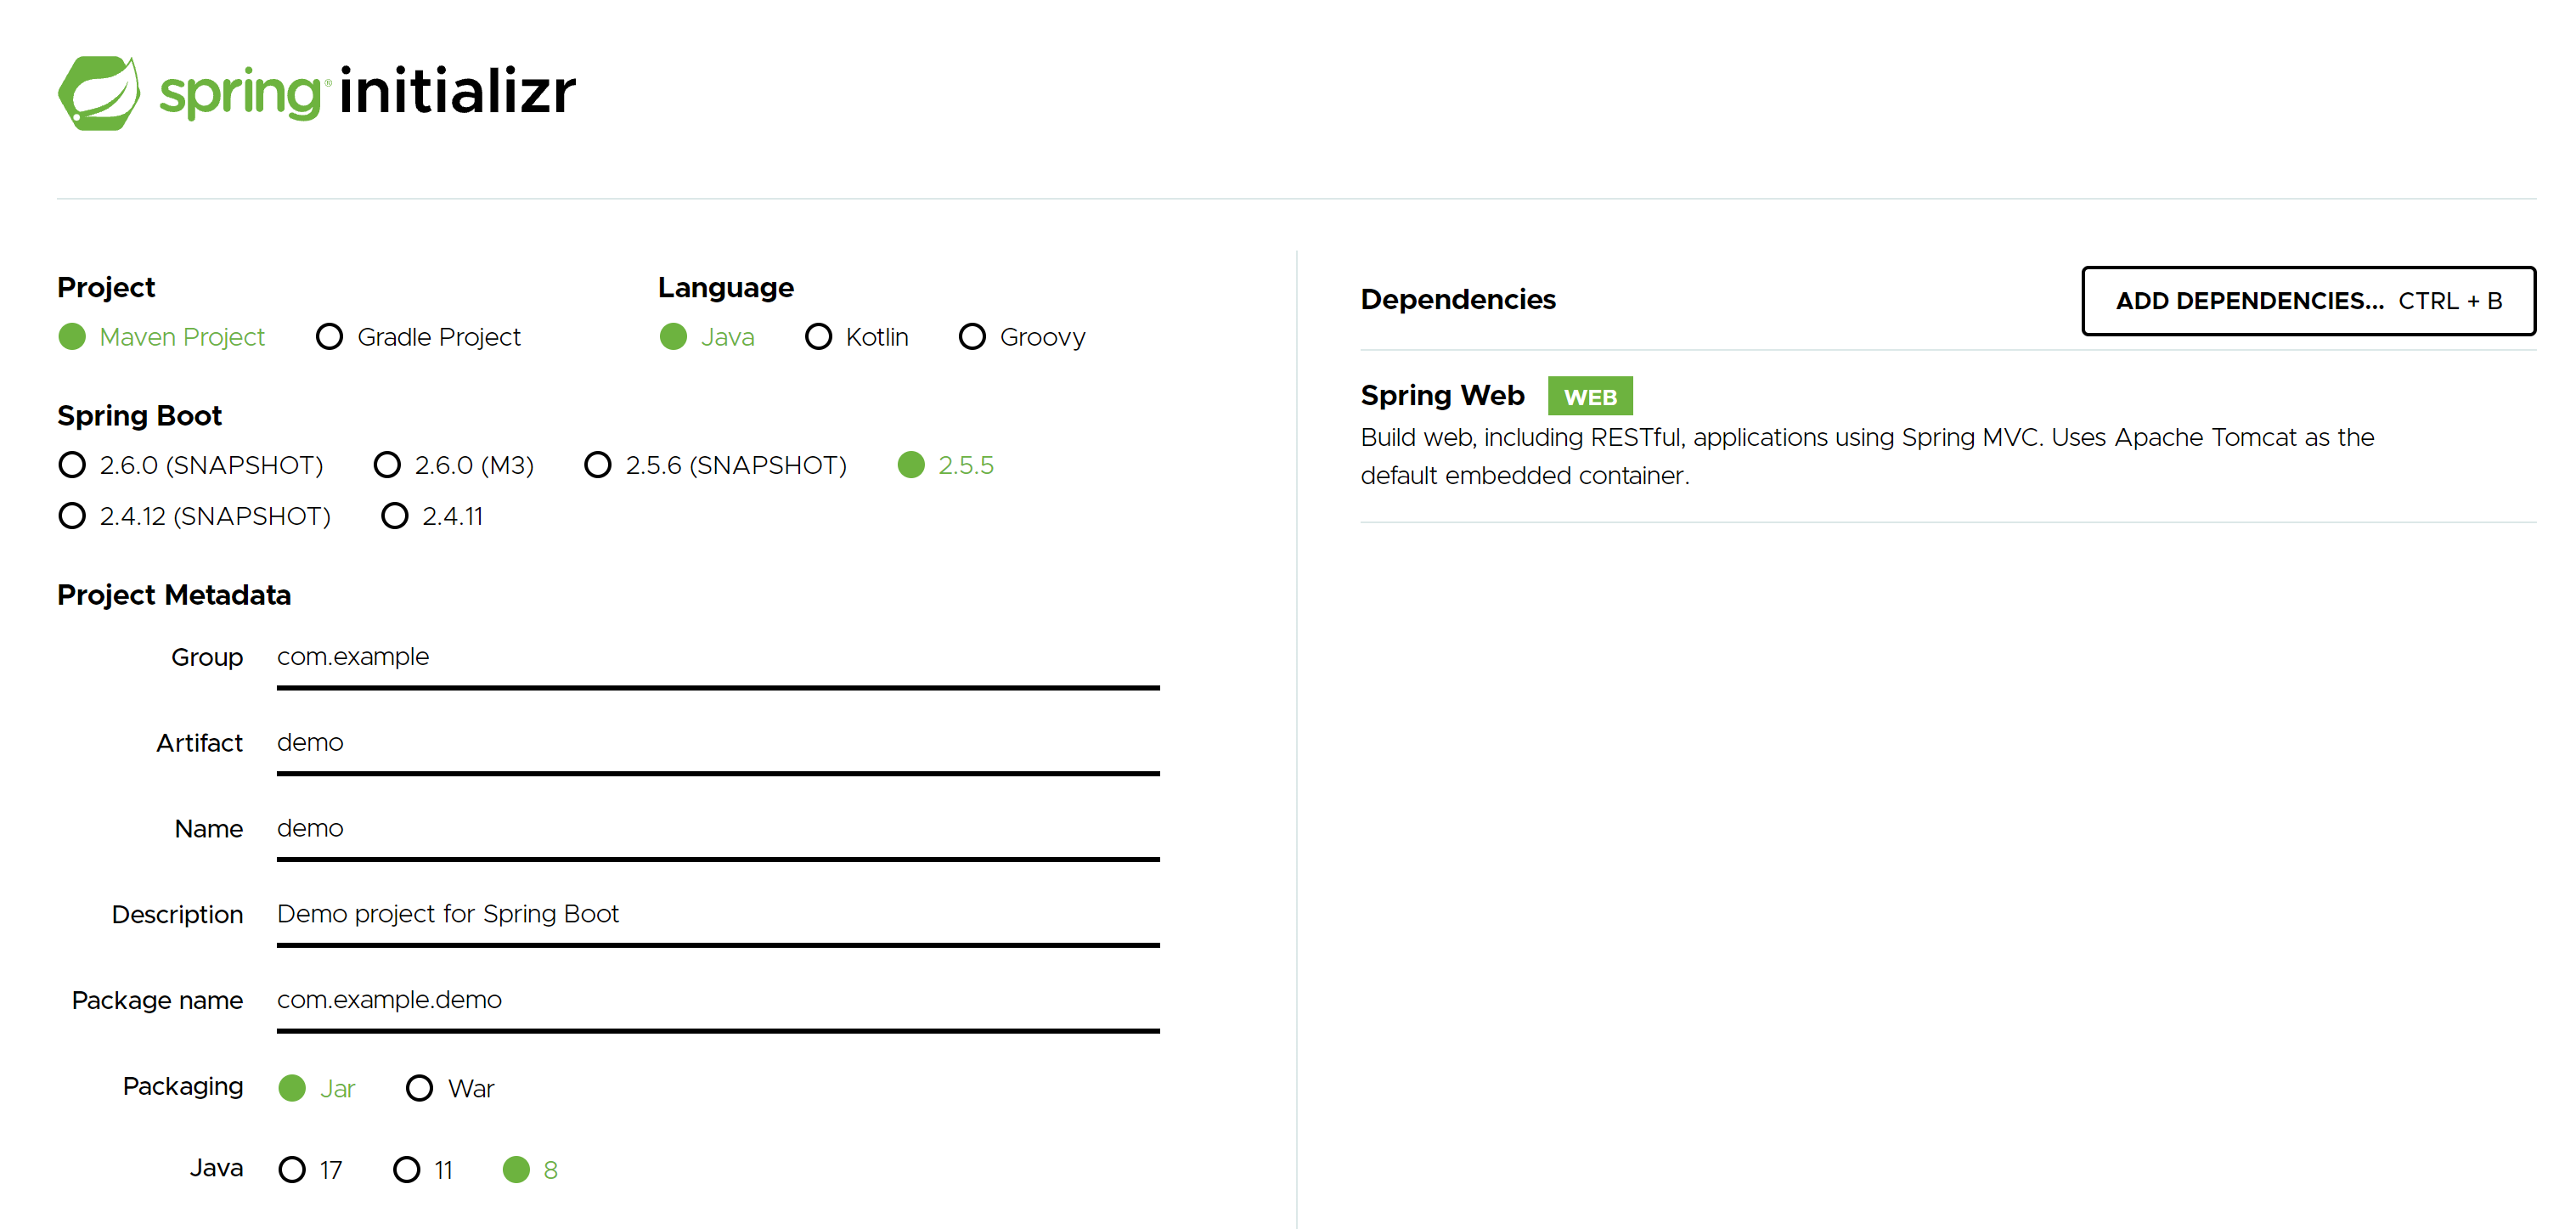 spring® initializr
Project
Maven Project Gradle Project
Language
Java Kotlin Groovy
Spring Boot
2.6.0 (SNAPSHOT) 2.6.0 (M3) 2.5.6 (SNAPSHOT) 2.5.5
2.4.12 (SNAPSHOT) 2.4.11
Project Metadata
Group com.example
Artifact demo
Name demo
Description Demo project for Spring Boot
Package name com.example.demo
Packaging Jar War
Java 17 11 8
Dependencies ADD DEPENDENCIES... CTRL + B
Spring Web WEB
Build web, including RESTful, applications using Spring MVC. Uses Apache Tomcat as the
default embedded container.